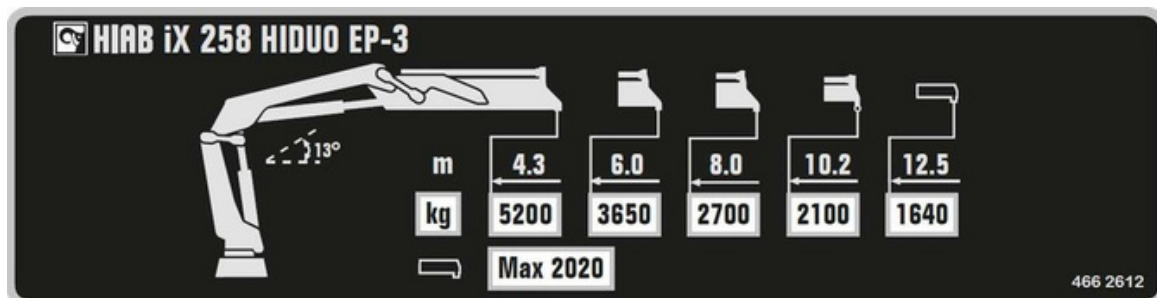 HIAB iX 258 HIDUO EP-3
13°
m 4.3 6.0 8.0 10.2 12.5
kg 5200 3650 2700 2100 1640
Max 2020
466 2612